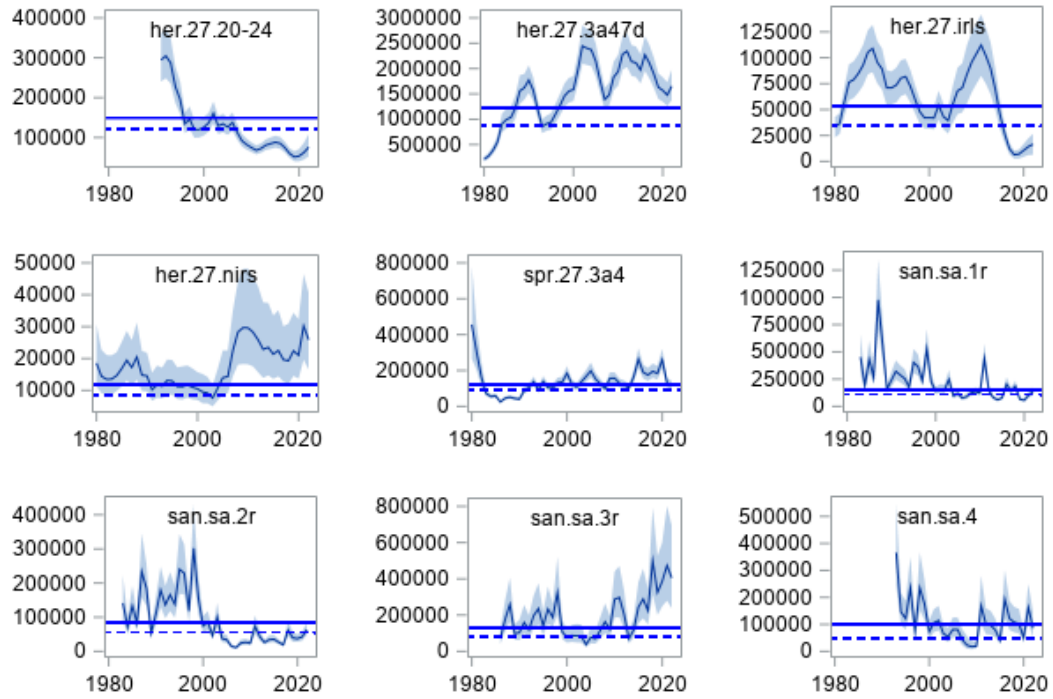 her.27.20-24
400000
300000
200000
100000
1980 2000 2020
her.27.3a47d
3000000
2500000
2000000
1500000
1000000
500000
1980 2000 2020
her.27.irls
125000
100000
75000
50000
25000
0
1980 2000 2020
her.27.nirs
50000
40000
30000
20000
10000
1980 2000 2020
spr.27.3a4
800000
600000
400000
200000
0
1980 2000 2020
san.sa.1r
1250000
1000000
750000
500000
250000
0
1980 2000 2020
san.sa.2r
400000
300000
200000
100000
0
1980 2000 2020
san.sa.3r
800000
600000
400000
200000
0
1980 2000 2020
san.sa.4
500000
400000
300000
200000
100000
0
1980 2000 2020